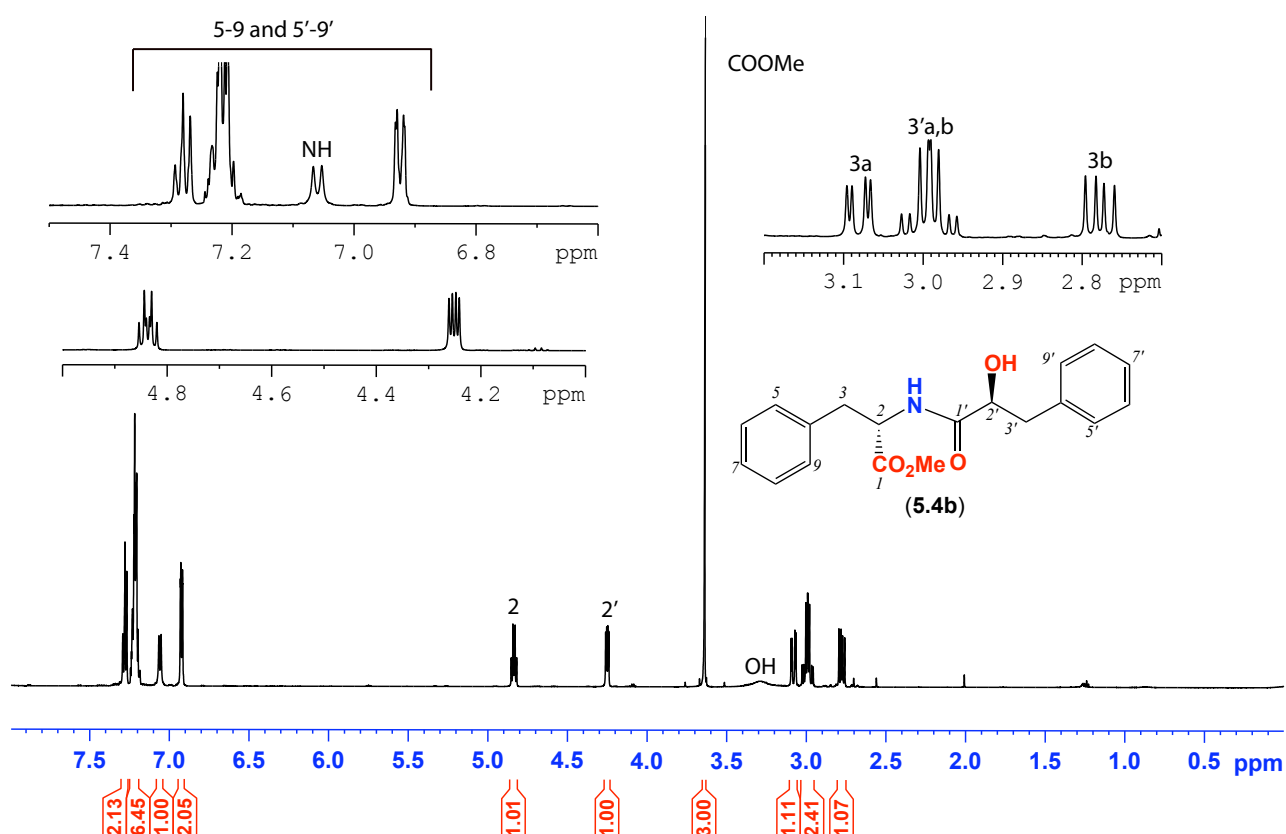 5-9 and 5′-9′
COOMe
NH
7.4 7.2 7.0 6.8 ppm
3a
3′a,b
3b
3.1 3.0 2.9 2.8 ppm
4.8 4.6 4.4 4.2
OH
H
N
5
3
2
1'
2'
3'
9'
7'
5'
7
9
1
CO₂Me
O
(5.4b)
2
2′
OH
7.5 7.0 6.5 6.0 5.5 5.0 4.5 4.0 3.5 3.0 2.5 2.0 1.5 1.0 0.5 ppm
2.13 6.45 1.00 2.05 1.01 1.00 3.00 1.11 2.41 1.07